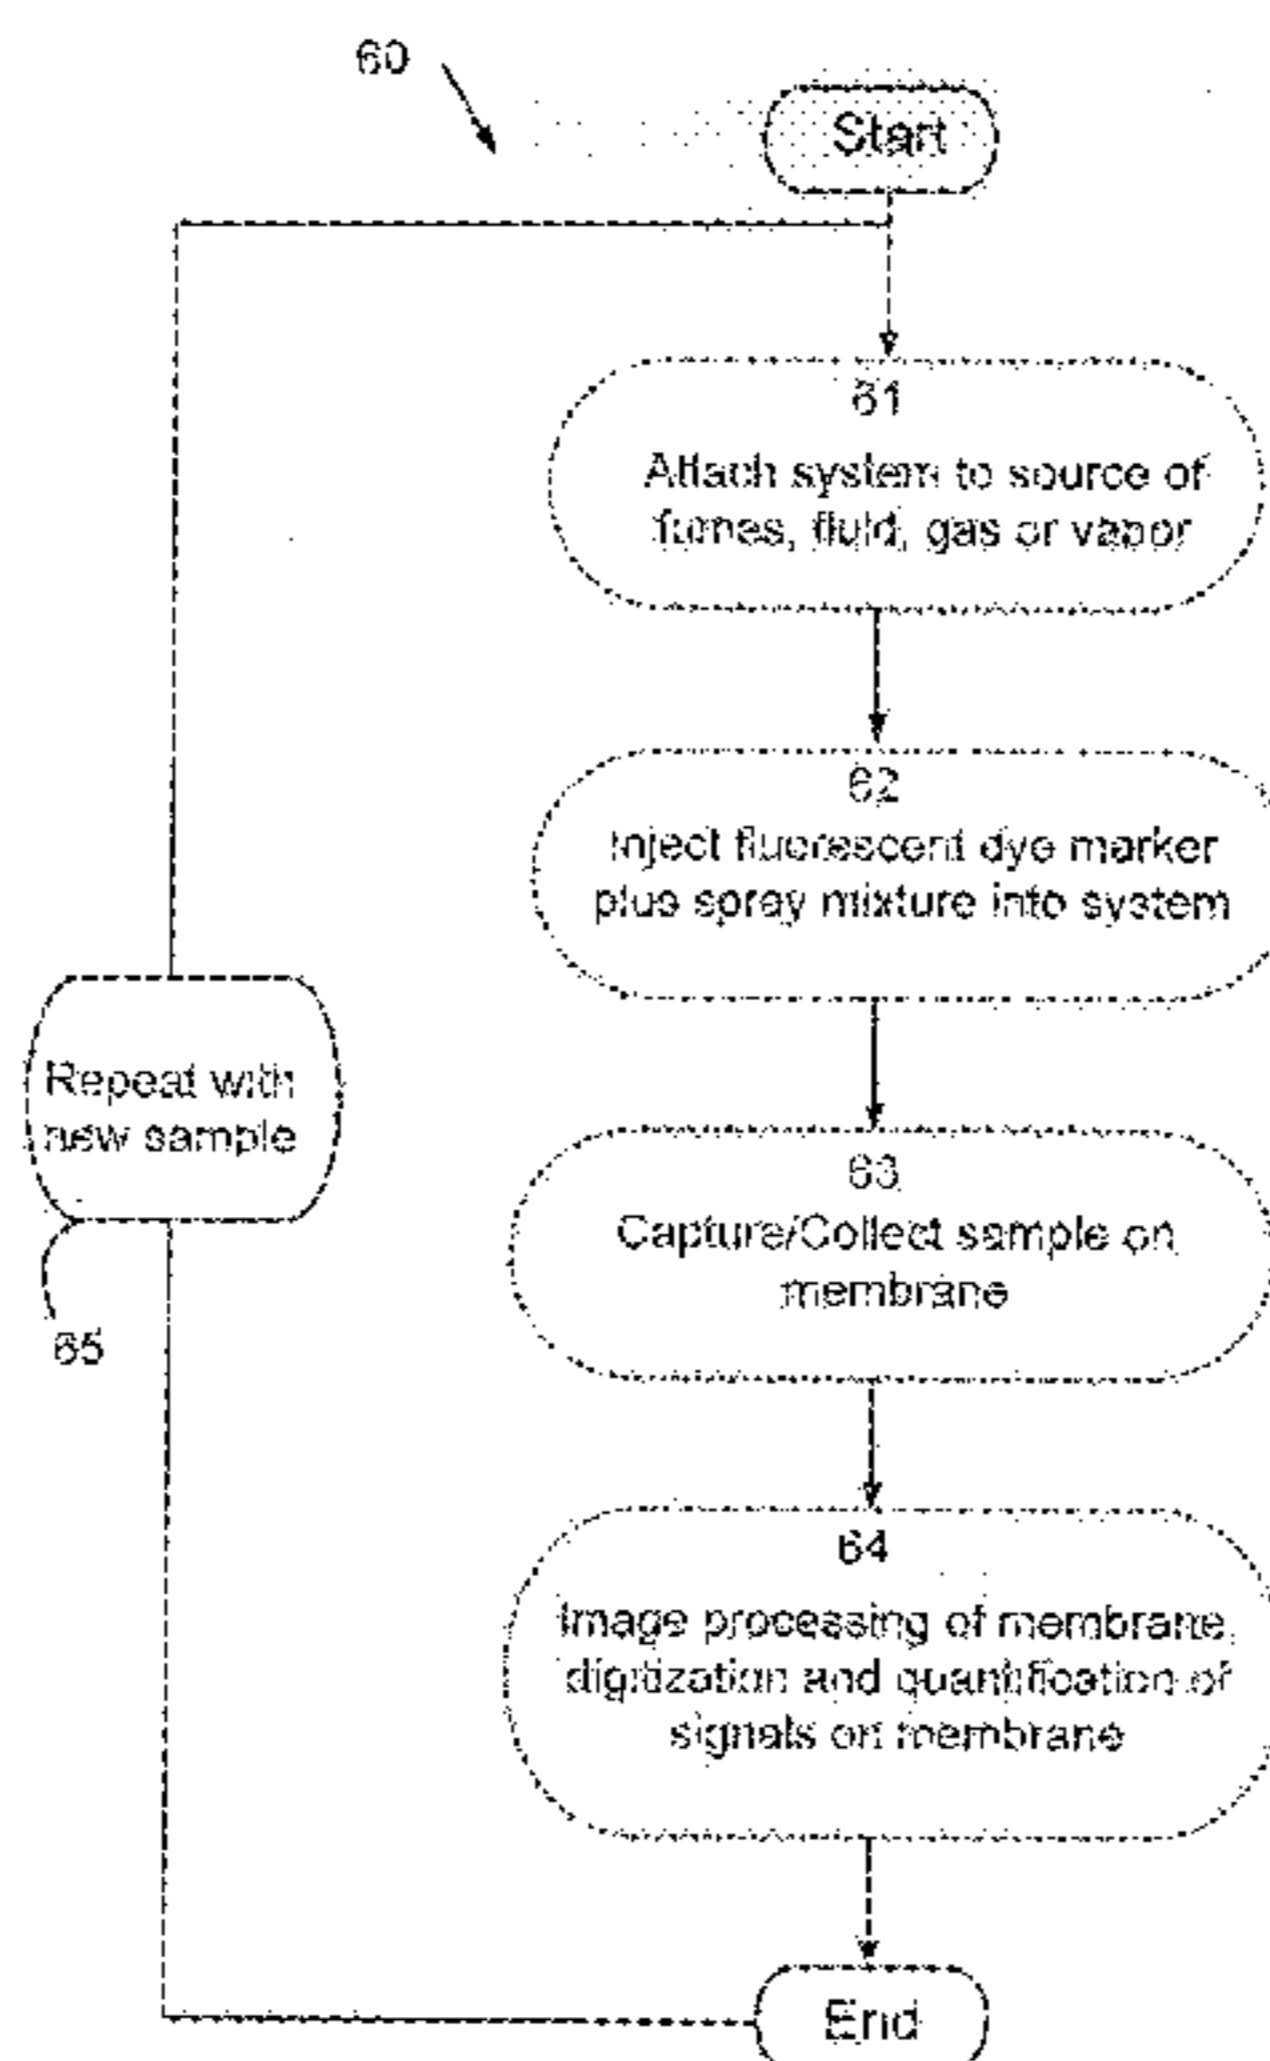 60
Start
61
Attach system to source of
fumes, fluid, gas or vapor
62
Inject fluorescent dye marker
plus spray mixture into system
Repeat with
new sample
63
Capture/Collect sample on
membrane
65
64
Image processing of membrane,
digitization and quantification of
signals on membrane
End